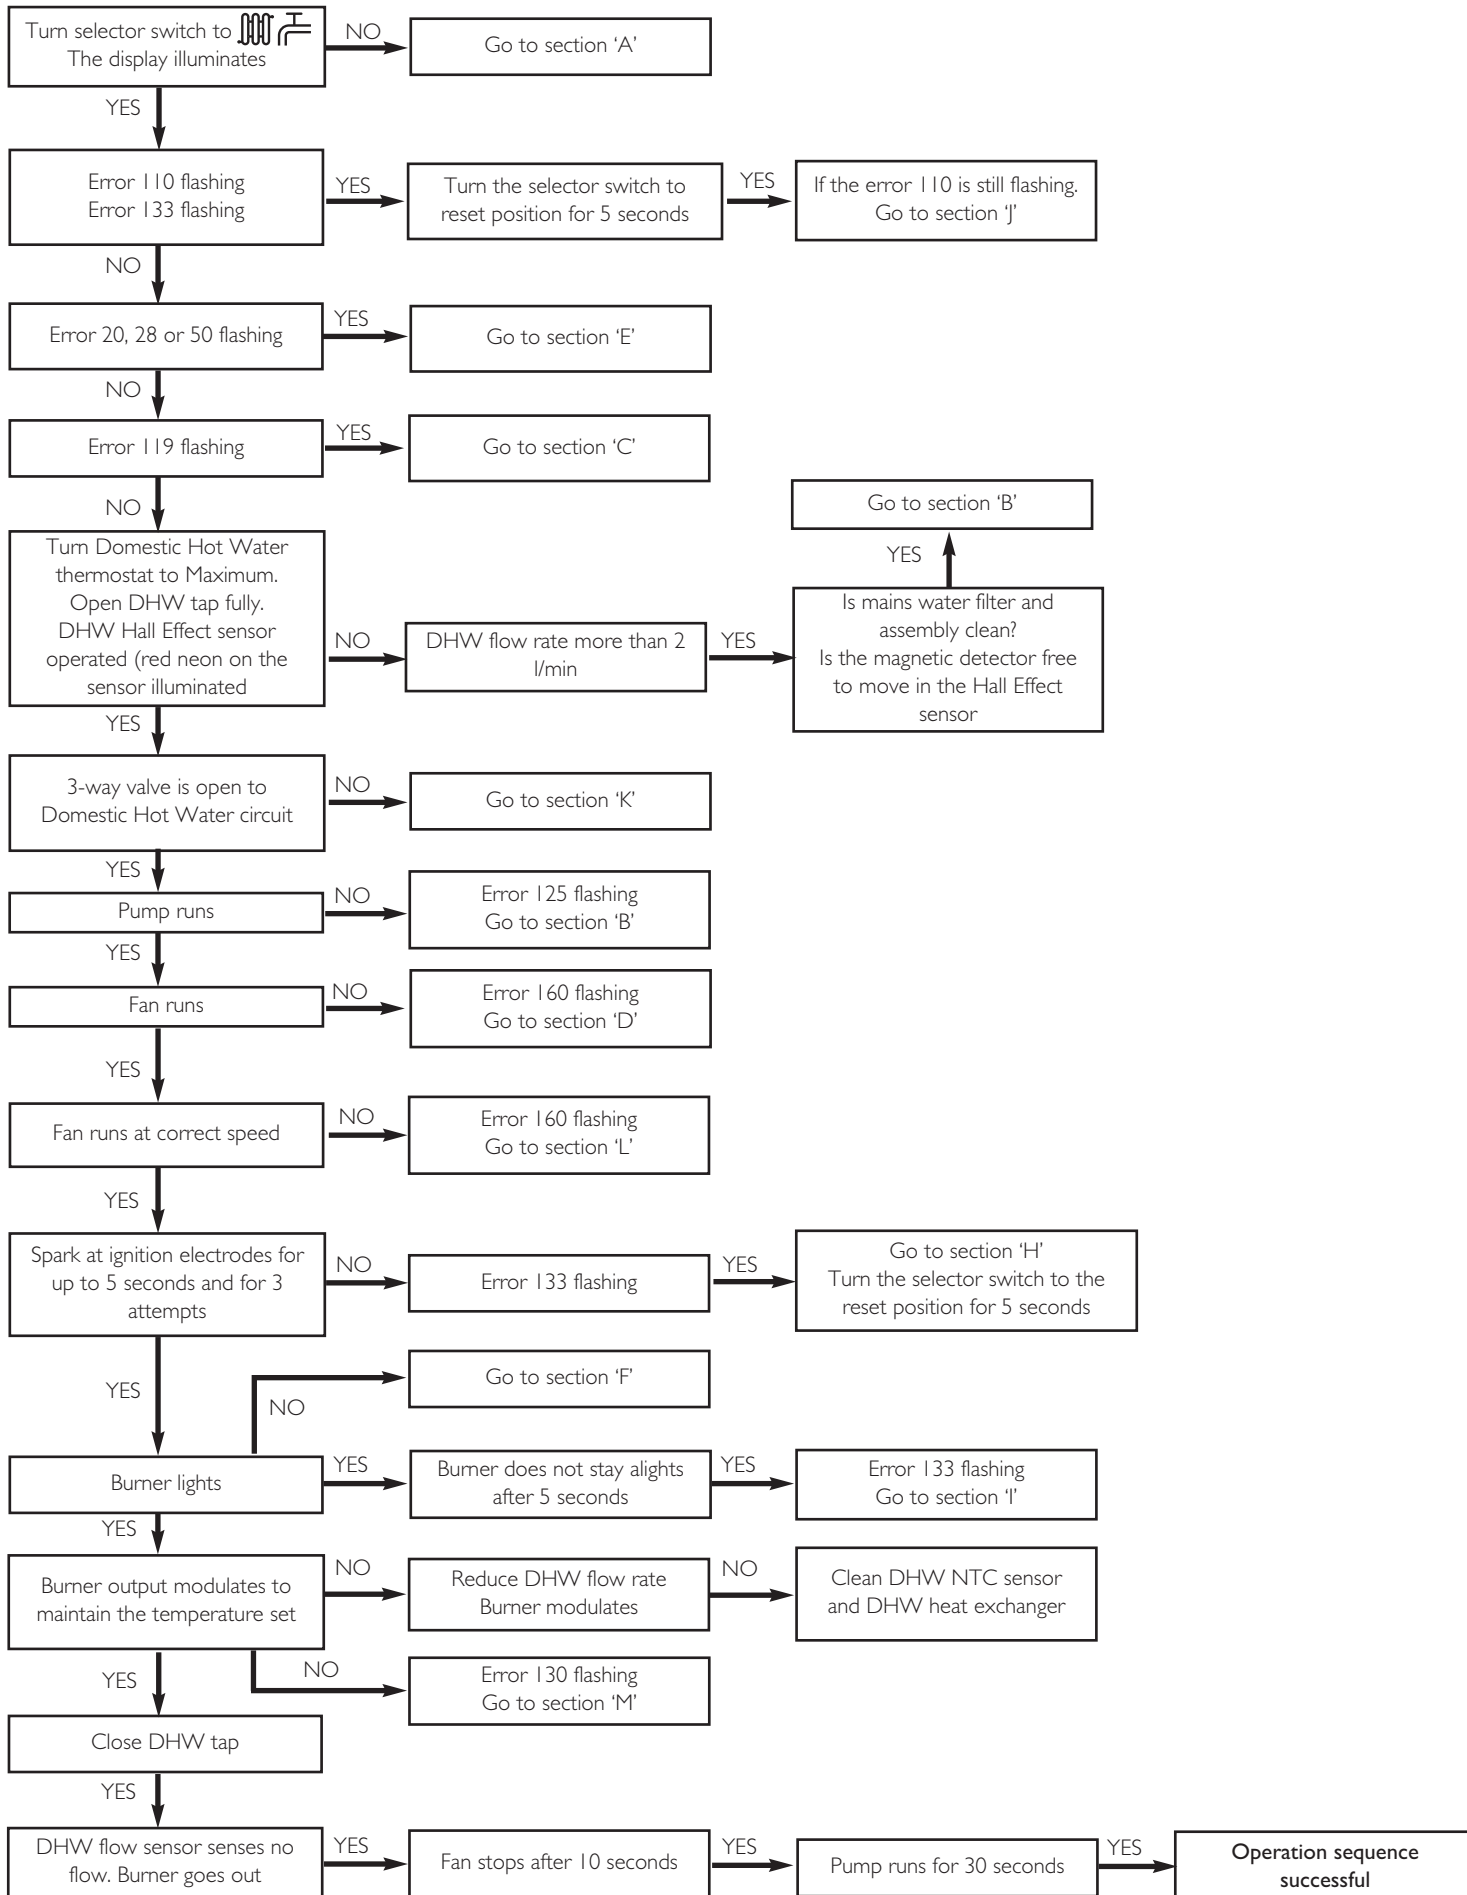 Turn selector switch to
The display illuminates
NO
Go to section ‘A’
YES
Error 110 flashing
Error 133 flashing
YES
Turn the selector switch to
reset position for 5 seconds
YES
If the error 110 is still flashing.
Go to section ‘J’
NO
Error 20, 28 or 50 flashing
YES
Go to section ‘E’
NO
Error 119 flashing
YES
Go to section ‘C’
NO
Turn Domestic Hot Water
thermostat to Maximum.
Open DHW tap fully.
DHW Hall Effect sensor
operated (red neon on the
sensor illuminated
NO
DHW flow rate more than 2
l/min
YES
Is mains water filter and
assembly clean?
Is the magnetic detector free
to move in the Hall Effect
sensor
YES
Go to section ‘B’
YES
3-way valve is open to
Domestic Hot Water circuit
NO
Go to section ‘K’
YES
Pump runs
NO
Error 125 flashing
Go to section ‘B’
YES
Fan runs
NO
Error 160 flashing
Go to section ‘D’
YES
Fan runs at correct speed
NO
Error 160 flashing
Go to section ‘L’
YES
Spark at ignition electrodes for
up to 5 seconds and for 3
attempts
NO
Error 133 flashing
YES
Go to section ‘H’
Turn the selector switch to the
reset position for 5 seconds
YES
NO
Go to section ‘F’
Burner lights
YES
Burner does not stay alights
after 5 seconds
YES
Error 133 flashing
Go to section ‘I’
YES
Burner output modulates to
maintain the temperature set
NO
Reduce DHW flow rate
Burner modulates
NO
Clean DHW NTC sensor
and DHW heat exchanger
NO
Error 130 flashing
Go to section ‘M’
YES
Close DHW tap
YES
DHW flow sensor senses no
flow. Burner goes out
YES
Fan stops after 10 seconds
YES
Pump runs for 30 seconds
YES
Operation sequence
successful